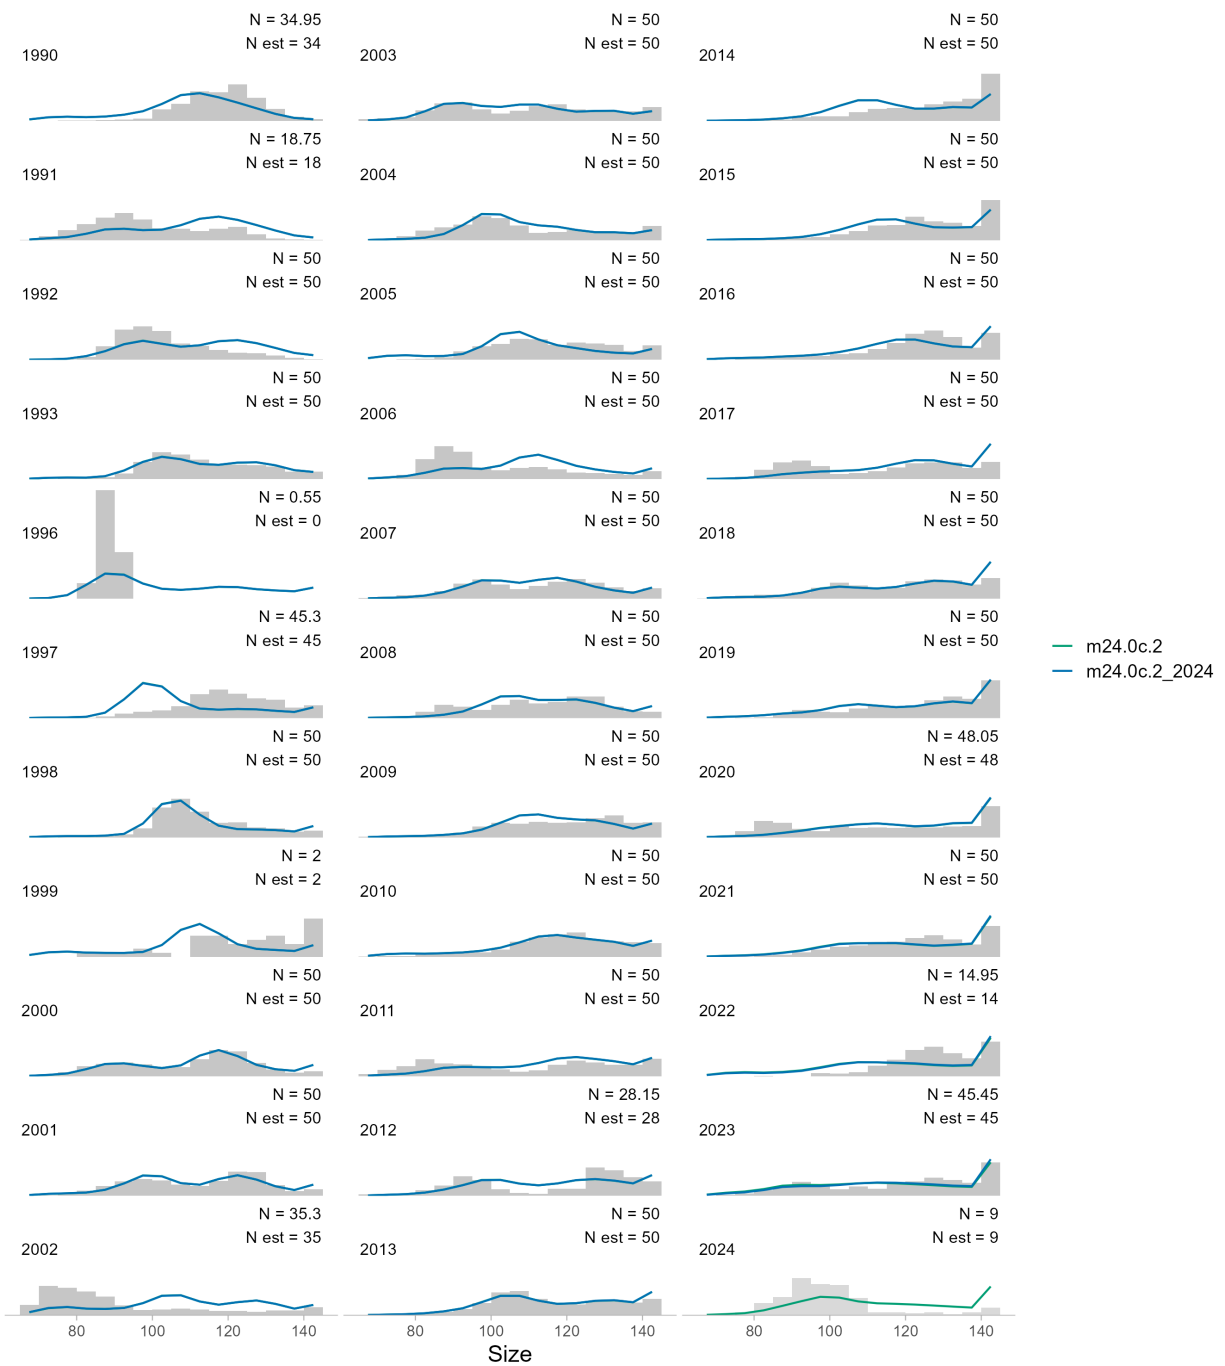 N = 34.95
N est = 34
1990
N = 18.75
N est = 18
1991
N = 50
N est = 50
1992
N = 50
N est = 50
1993
N = 0.55
N est = 0
1996
N = 45.3
N est = 45
1997
N = 50
N est = 50
1998
N = 2
N est = 2
1999
N = 50
N est = 50
2000
N = 50
N est = 50
2001
N = 35.3
N est = 35
2002
80 100 120 140
N = 50
N est = 50
2003
N = 50
N est = 50
2004
N = 50
N est = 50
2005
N = 50
N est = 50
2006
N = 50
N est = 50
2007
N = 50
N est = 50
2008
N = 50
N est = 50
2009
N = 50
N est = 50
2010
N = 50
N est = 50
2011
N = 28.15
N est = 28
2012
N = 50
N est = 50
2013
80 100 120 140
N = 50
N est = 50
2014
N = 50
N est = 50
2015
N = 50
N est = 50
2016
N = 50
N est = 50
2017
N = 50
N est = 50
2018
N = 50
N est = 50
2019
N = 48.05
N est = 48
2020
N = 50
N est = 50
2021
N = 14.95
N est = 14
2022
N = 45.45
N est = 45
2023
N = 9
N est = 9
2024
80 100 120 140
Size
m24.0c.2
m24.0c.2_2024